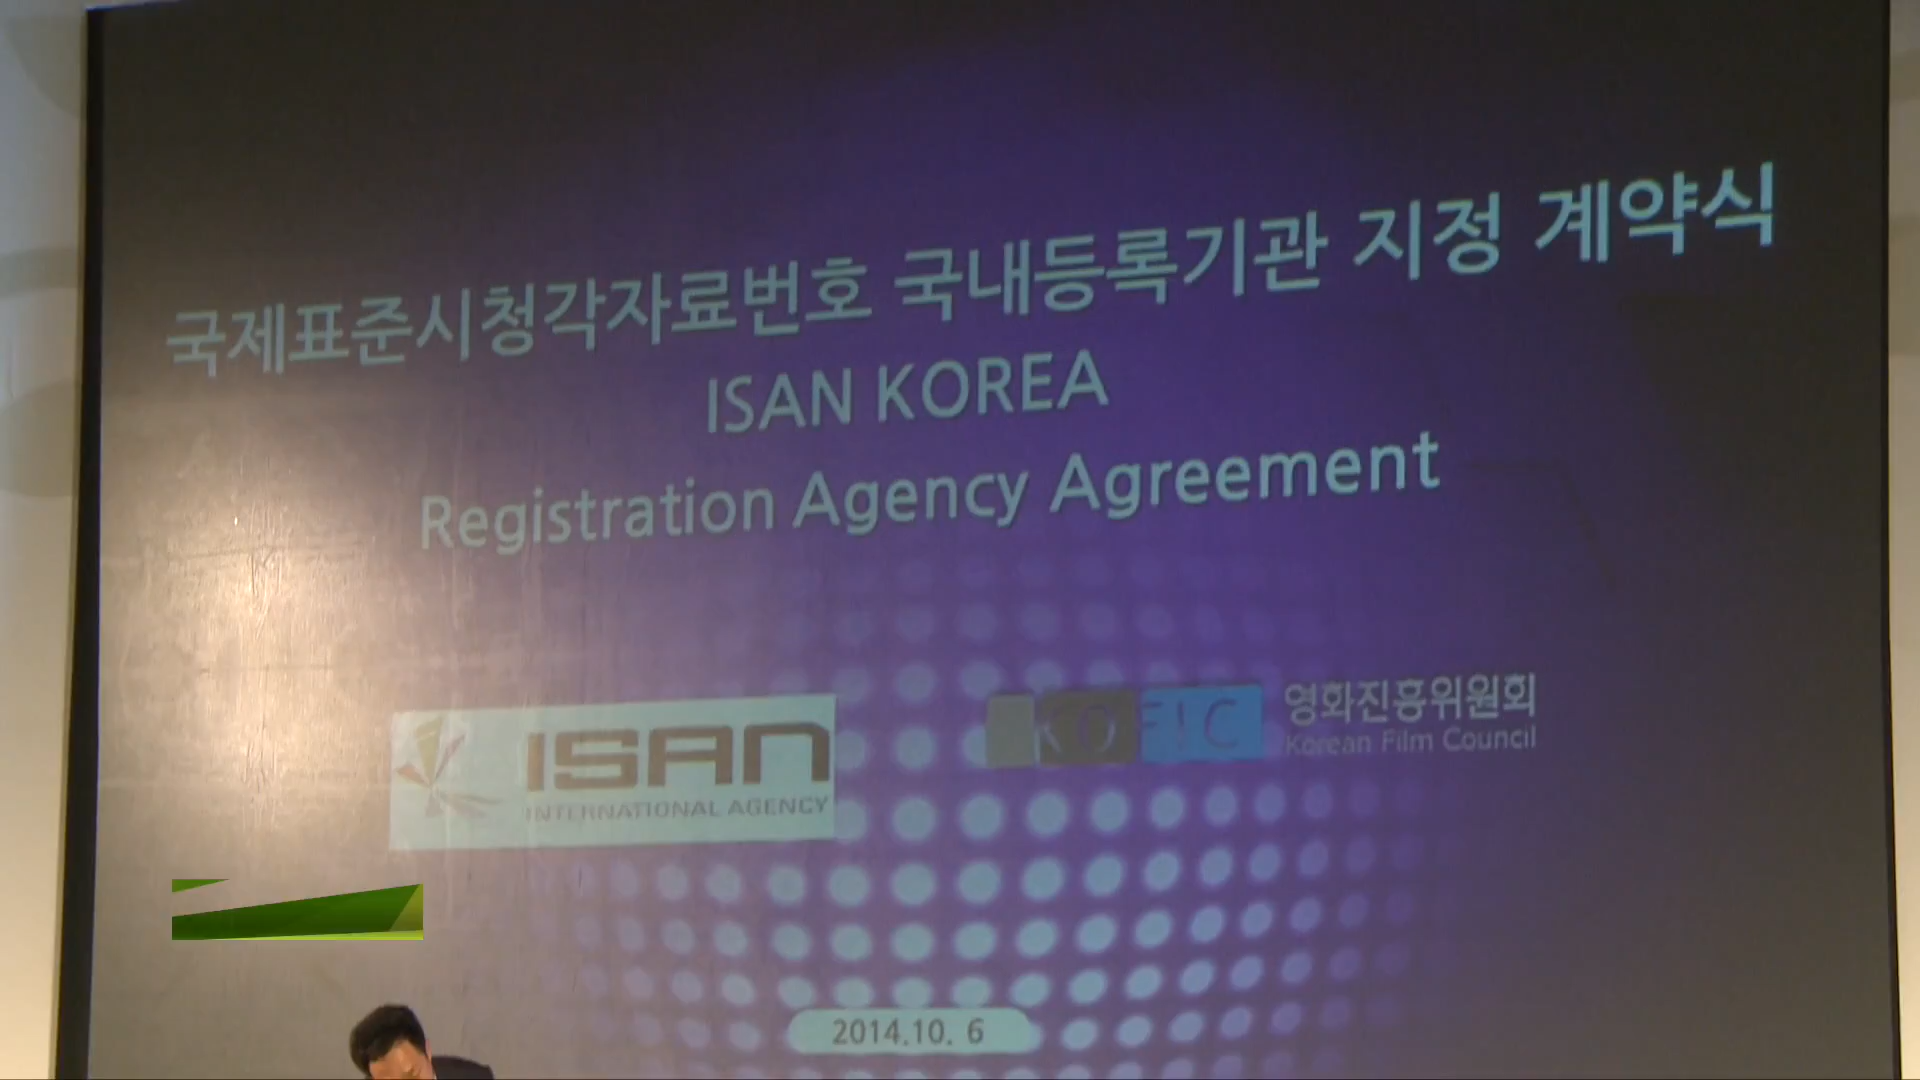 국제표준시청각자료번호 국내등록기관 지정 계약식
ISAN KOREA
Registration Agency Agreement
ISAN
INTERNATIONAL AGENCY
KOFIC
영화진흥위원회
Korean Film Council
2014.10. 6